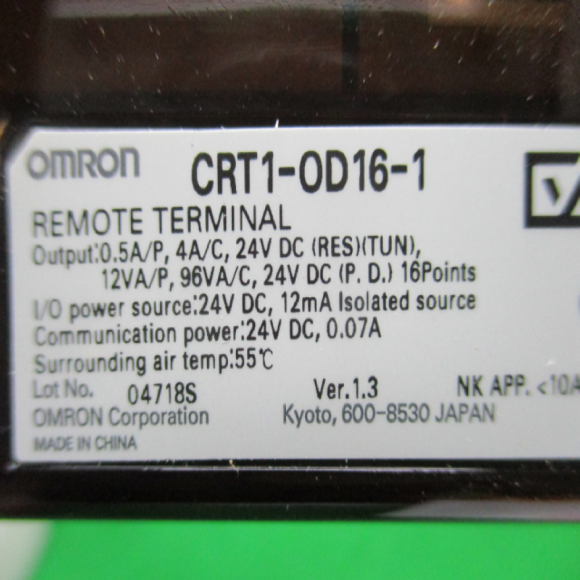 OMRON CRT1-OD16-1
REMOTE TERMINAL
Output:0.5A/P, 4A/C, 24V DC (RES)(TUN),
12VA/P, 96VA/C, 24V DC (P. D.) 16Points
I/O power source:24V DC, 12mA Isolated source
Communication power:24V DC, 0.07A
Surrounding air temp:55℃
Lot No. 04718S Ver.1.3 NK APP. <10A
OMRON Corporation Kyoto, 600-8530 JAPAN
MADE IN CHINA